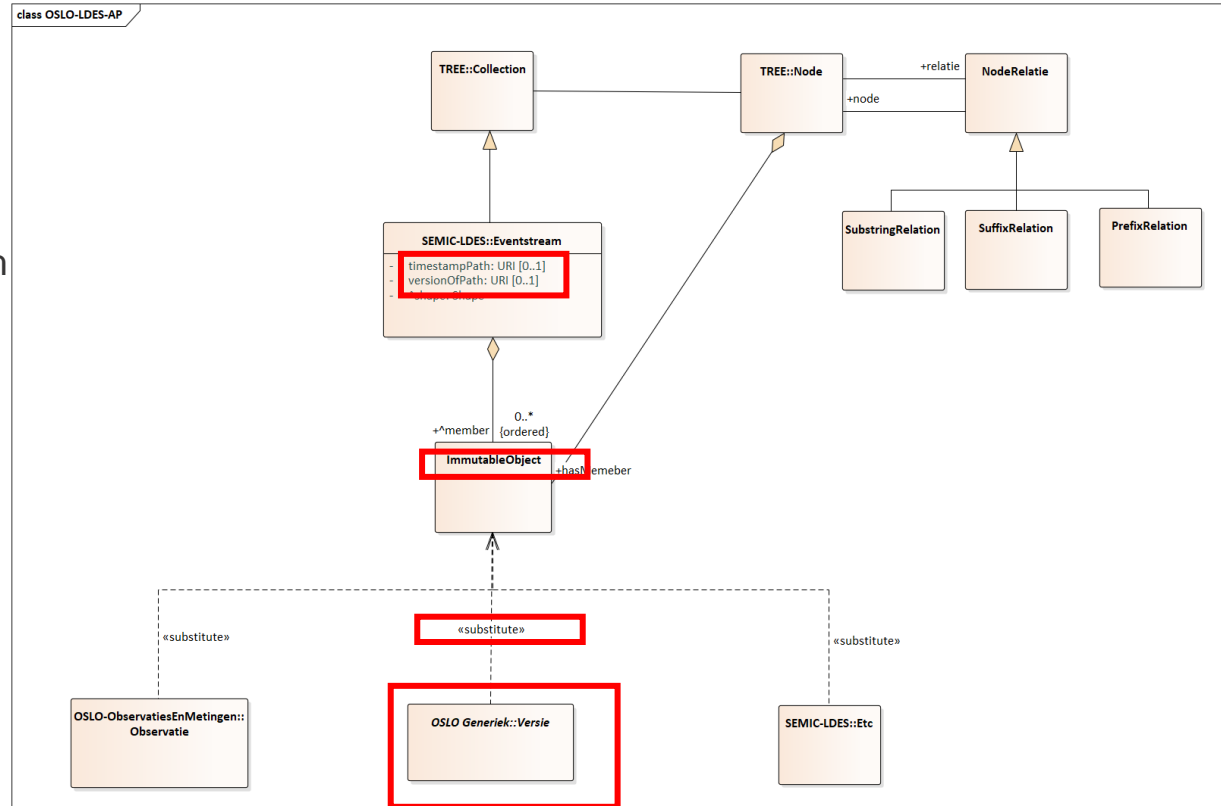 class OSLO-LDES-AP
TREE::Collection
TREE::Node
+relatie
NodeRelatie
+node
n
SubstringRelation
SuffixRelation
PrefixRelation
SEMIC-LDES::Eventstream
- timestampPath: URI [0..1]
- versionOfPath: URI [0..1]
-
0..*
+^member
{ordered}
ImmutableObject
+hasMemeber
«substitute»
«substitute»
«substitute»
OSLO-ObservatiesEnMetingen::
Observatie
OSLO Generiek::Versie
SEMIC-LDES::Etc